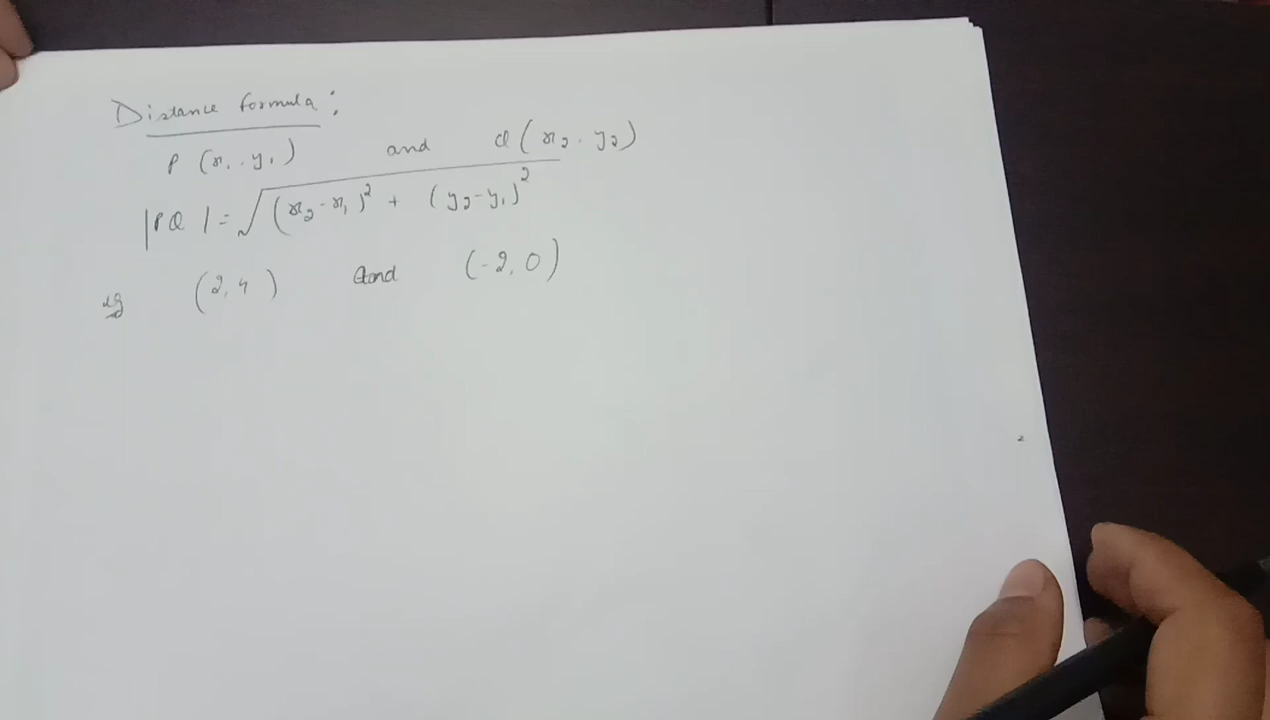 Distance formula:
P (x₁, y₁) and Q (x₂, y₂)
|PQ| = √(x₂-x₁)² + (y₂-y₁)²
eg (2, 4) and (-2, 0)